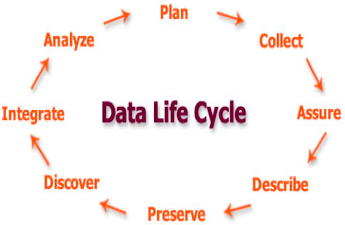 Plan
Collect
Assure
Describe
Preserve
Discover
Integrate
Analyze
Data Life Cycle